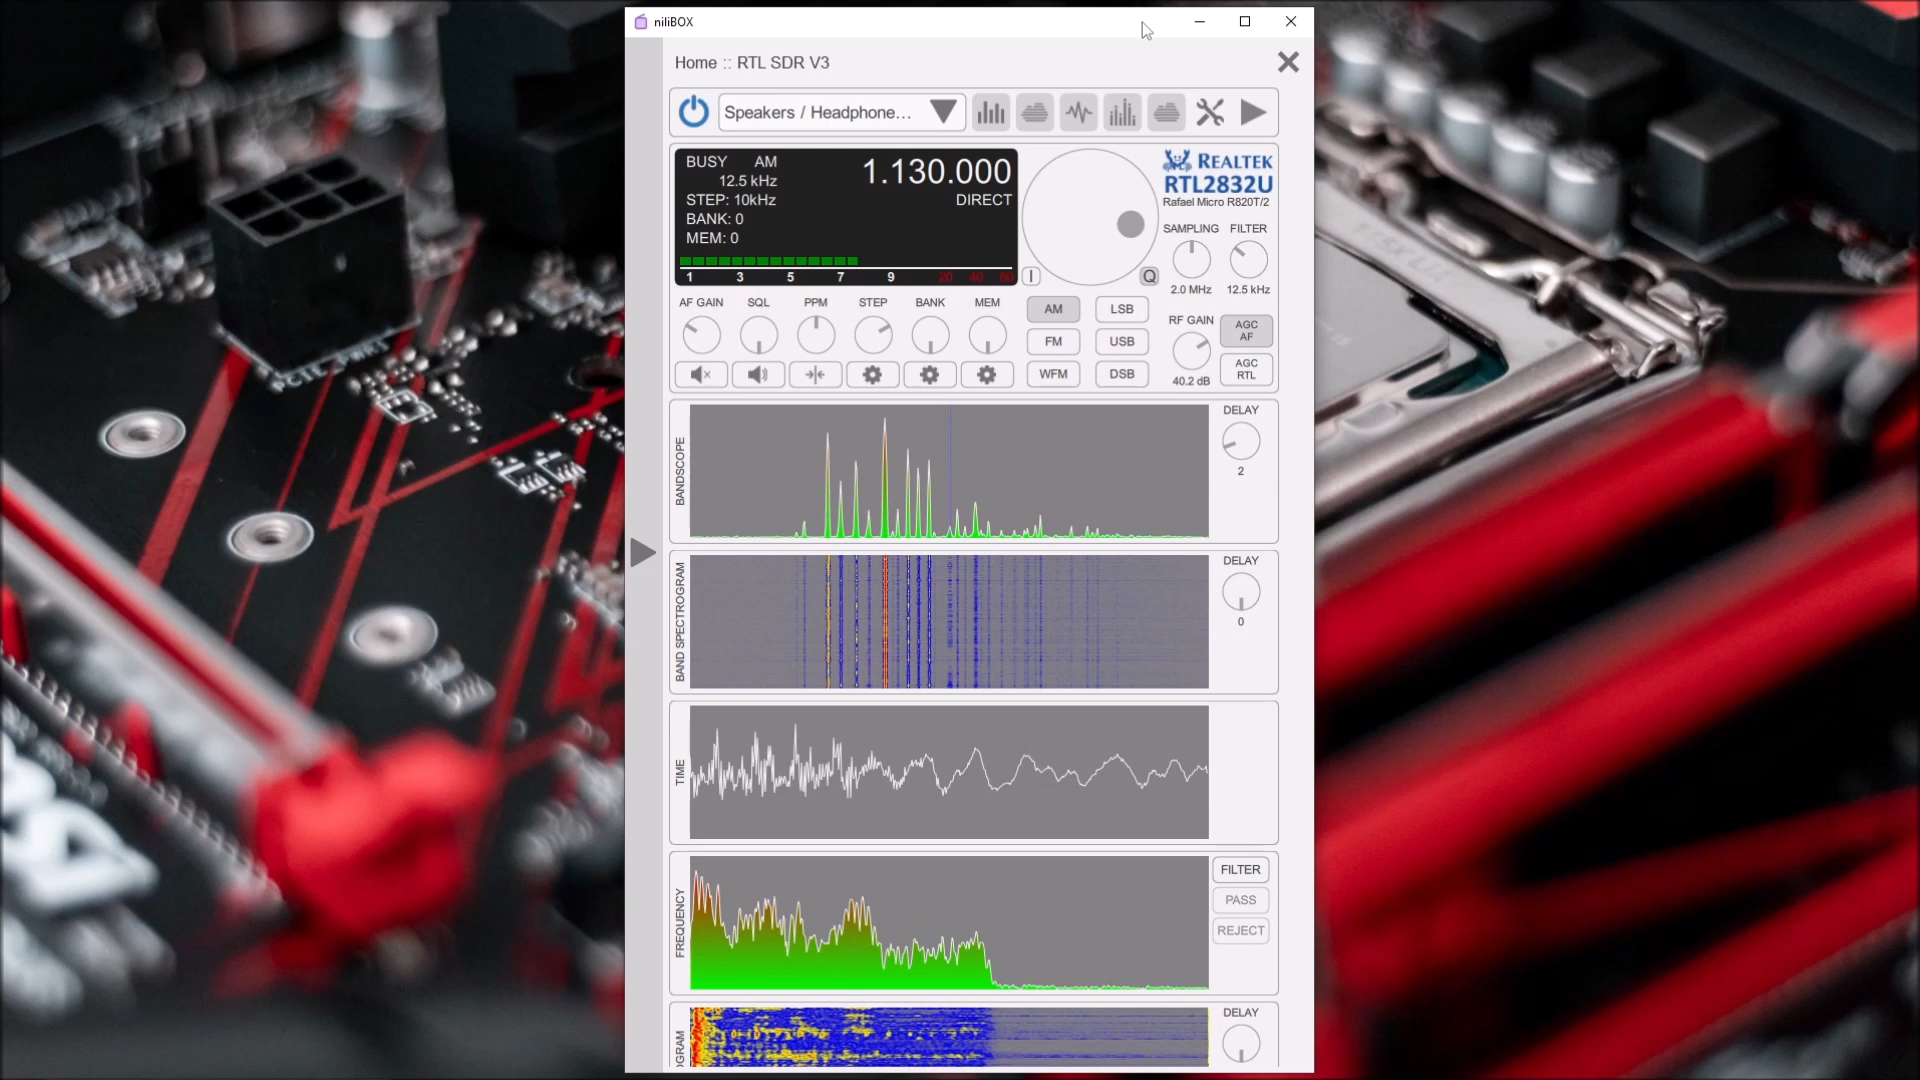 niliBOX
Home :: RTL SDR V3
Speakers / Headphone...
BUSY AM 1.130.000
12.5 kHz
STEP: 10kHz DIRECT
BANK: 0
MEM: 0
1 3 5 7 9 20 40 60
I Q
REALTEK
RTL2832U
Rafael Micro R820T/2
SAMPLING FILTER
2.0 MHz 12.5 kHz
AF GAIN SQL PPM STEP BANK MEM
AM LSB
FM USB
WFM DSB
RF GAIN
40.2 dB
AGC
AF
AGC
RTL
BANDSCOPE
DELAY
2
BAND SPECTROGRAM
DELAY
0
TIME
FREQUENCY
FILTER
PASS
REJECT
OGRAM
DELAY